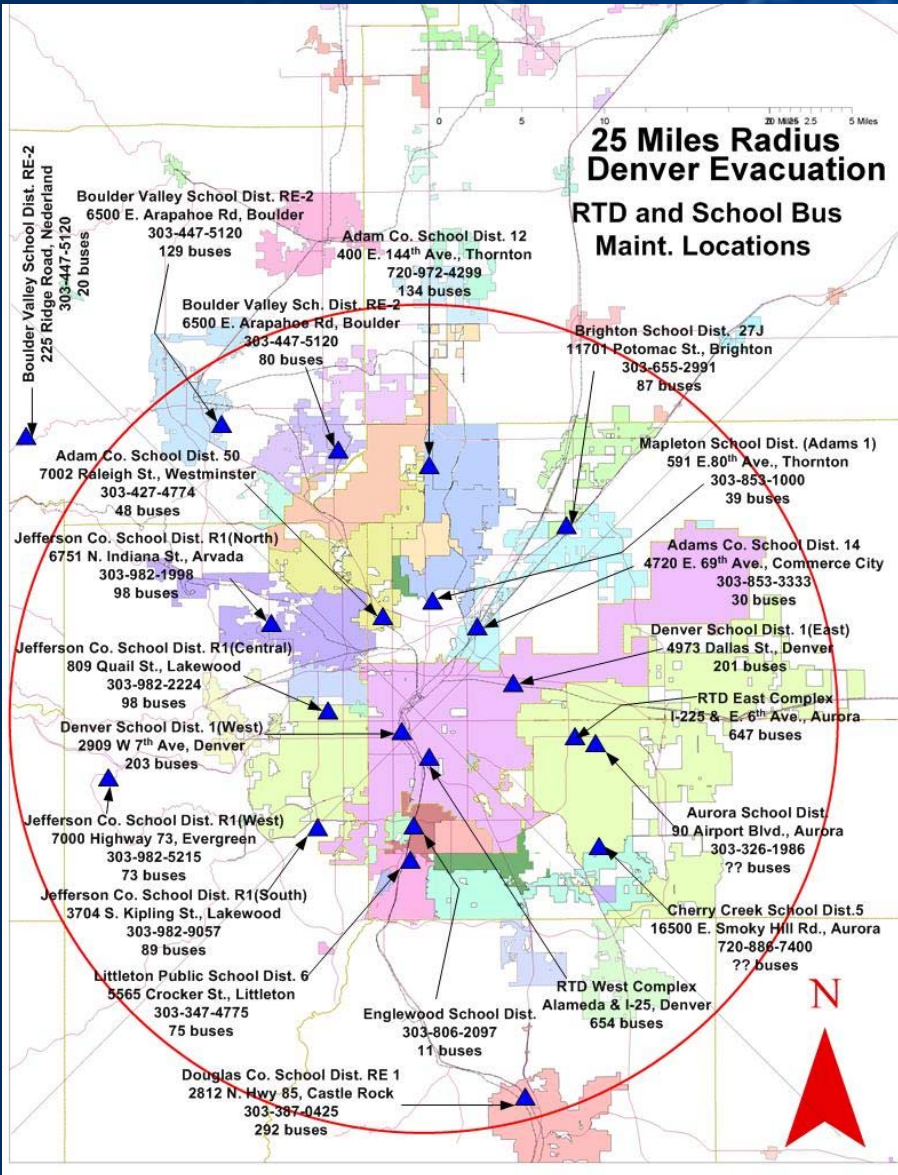 0 5 10
5 Miles
25 Miles Radius
Denver Evacuation
RTD and School Bus
Maint. Locations
Boulder Valley School Dist. RE-2
225 Ridge Road, Nederland
303-447-5120
20 buses
Boulder Valley School Dist. RE-2
6500 E. Arapahoe Rd, Boulder
303-447-5120
129 buses
Adam Co. School Dist. 12
400 E. 144th Ave., Thornton
720-972-4299
134 buses
Boulder Valley Sch. Dist. RE-2
6500 E. Arapahoe Rd, Boulder
303-447-5120
80 buses
Brighton School Dist. 27J
11701 Potomac St., Brighton
303-655-2991
87 buses
Adam Co. School Dist. 50
7002 Raleigh St., Westminster
303-427-4774
48 buses
Mapleton School Dist. (Adams 1)
591 E.80th Ave., Thornton
303-853-1000
39 buses
Jefferson Co. School Dist. R1(North)
6751 N. Indiana St., Arvada
303-982-1998
98 buses
Adams Co. School Dist. 14
4720 E. 69th Ave., Commerce City
303-853-3333
30 buses
Jefferson Co. School Dist. R1(Central)
809 Quail St., Lakewood
303-982-2224
98 buses
Denver School Dist. 1(East)
4973 Dallas St., Denver
201 buses
RTD East Complex
I-225 & E. 6th Ave., Aurora
647 buses
Denver School Dist. 1(West)
2909 W 7th Ave, Denver
203 buses
Jefferson Co. School Dist. R1(West)
7000 Highway 73, Evergreen
303-982-5215
73 buses
Aurora School Dist.
90 Airport Blvd., Aurora
303-326-1986
?? buses
Jefferson Co. School Dist. R1(South)
3704 S. Kipling St., Lakewood
303-982-9057
89 buses
Cherry Creek School Dist.5
16500 E. Smoky Hill Rd., Aurora
720-886-7400
?? buses
Littleton Public School Dist. 6
5565 Crocker St., Littleton
303-347-4775
75 buses
Englewood School Dist.
303-806-2097
11 buses
RTD West Complex
Alameda & I-25, Denver
654 buses
Douglas Co. School Dist. RE 1
2812 N. Hwy 85, Castle Rock
303-387-0425
292 buses
N